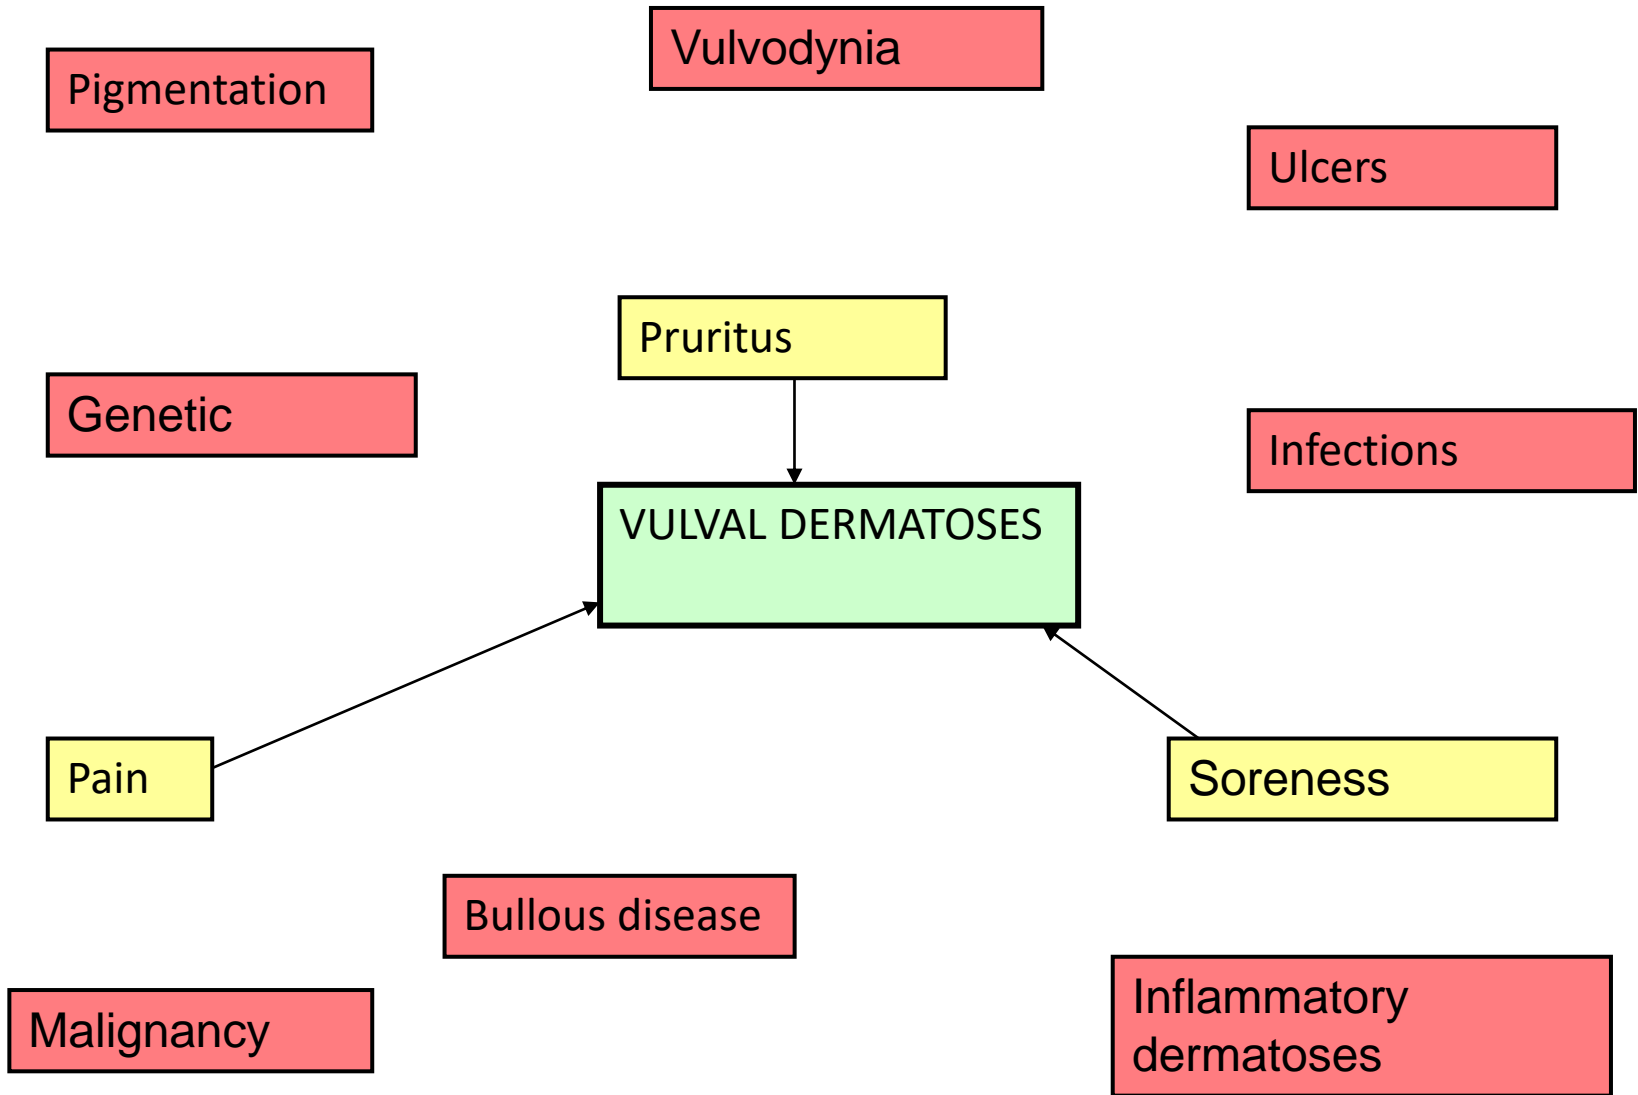 Vulvodynia
Pigmentation
Ulcers
Pruritus
Genetic
Infections
VULVAL DERMATOSES
Pain
Soreness
Bullous disease
Malignancy
Inflammatory
dermatoses